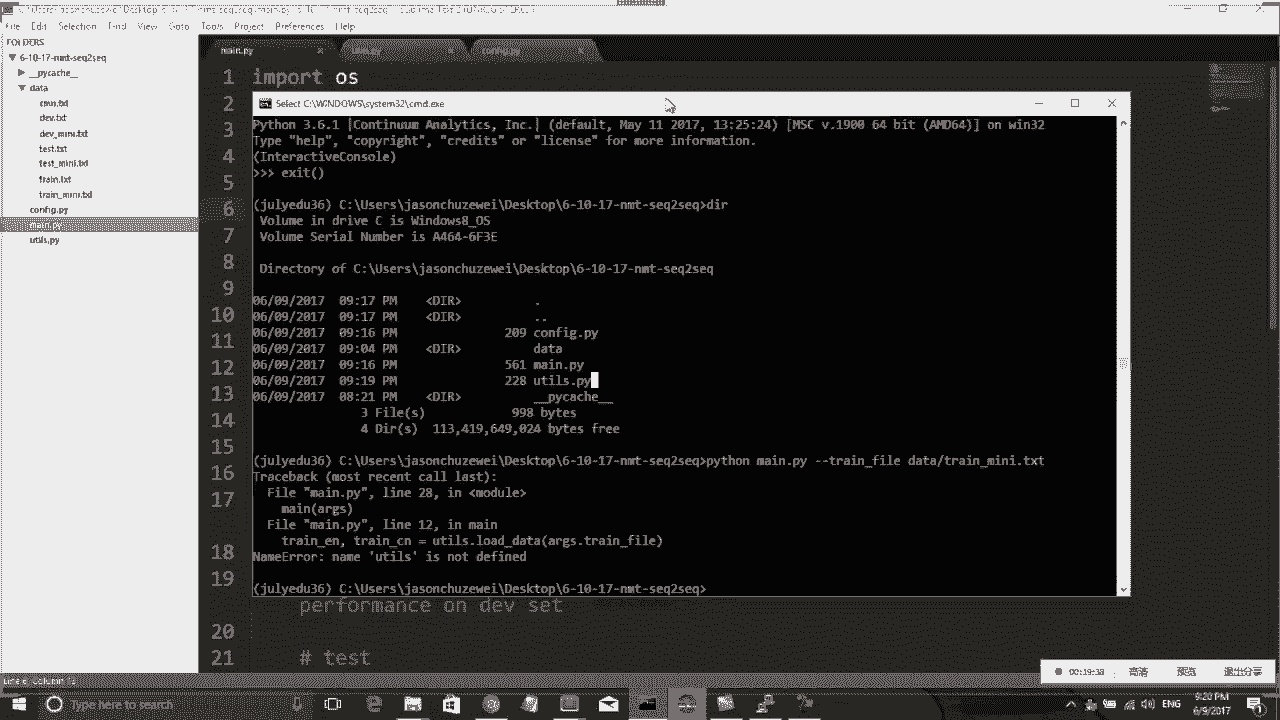 File Edit Selection Find View Goto Tools Project Preferences Help
FOLDERS
6-10-17-nmt-seq2seq
__pycache__
data
cmn.txt
dev.txt
dev_mini.txt
test.txt
test_mini.txt
train.txt
train_mini.txt
config.py
main.py
utils.py
main.py
utils.py
config.py
1 import os
2
3
4
5
6
7
8
9
10
11
12
13
14
15
16
17
18
19
performance on dev set
20
21 # test
Select C:\WINDOWS\system32\cmd.exe
Python 3.6.1 |Continuum Analytics, Inc.| (default, May 11 2017, 13:25:24) [MSC v.1900 64 bit (AMD64)] on win32
Type "help", "copyright", "credits" or "license" for more information.
(InteractiveConsole)
>>> exit()
(julyedu36) C:\Users\jasonchuzewei\Desktop\6-10-17-nmt-seq2seq>dir
Volume in drive C is Windows8_OS
Volume Serial Number is A464-6F3E
Directory of C:\Users\jasonchuzewei\Desktop\6-10-17-nmt-seq2seq
06/09/2017 09:17 PM <DIR> .
06/09/2017 09:17 PM <DIR> ..
06/09/2017 09:16 PM 209 config.py
06/09/2017 09:04 PM <DIR> data
06/09/2017 09:16 PM 561 main.py
06/09/2017 09:19 PM 228 utils.py
06/09/2017 08:21 PM <DIR> __pycache__
3 File(s) 998 bytes
4 Dir(s) 113,419,649,024 bytes free
(julyedu36) C:\Users\jasonchuzewei\Desktop\6-10-17-nmt-seq2seq>python main.py --train_file data/train_mini.txt
Traceback (most recent call last):
File "main.py", line 28, in <module>
main(args)
File "main.py", line 12, in main
train_en, train_cn = utils.load_data(args.train_file)
NameError: name 'utils' is not defined
(julyedu36) C:\Users\jasonchuzewei\Desktop\6-10-17-nmt-seq2seq>
00:19:38 高清 预览 退出分享
Type here to search
ENG
9:20 PM
6/9/2017